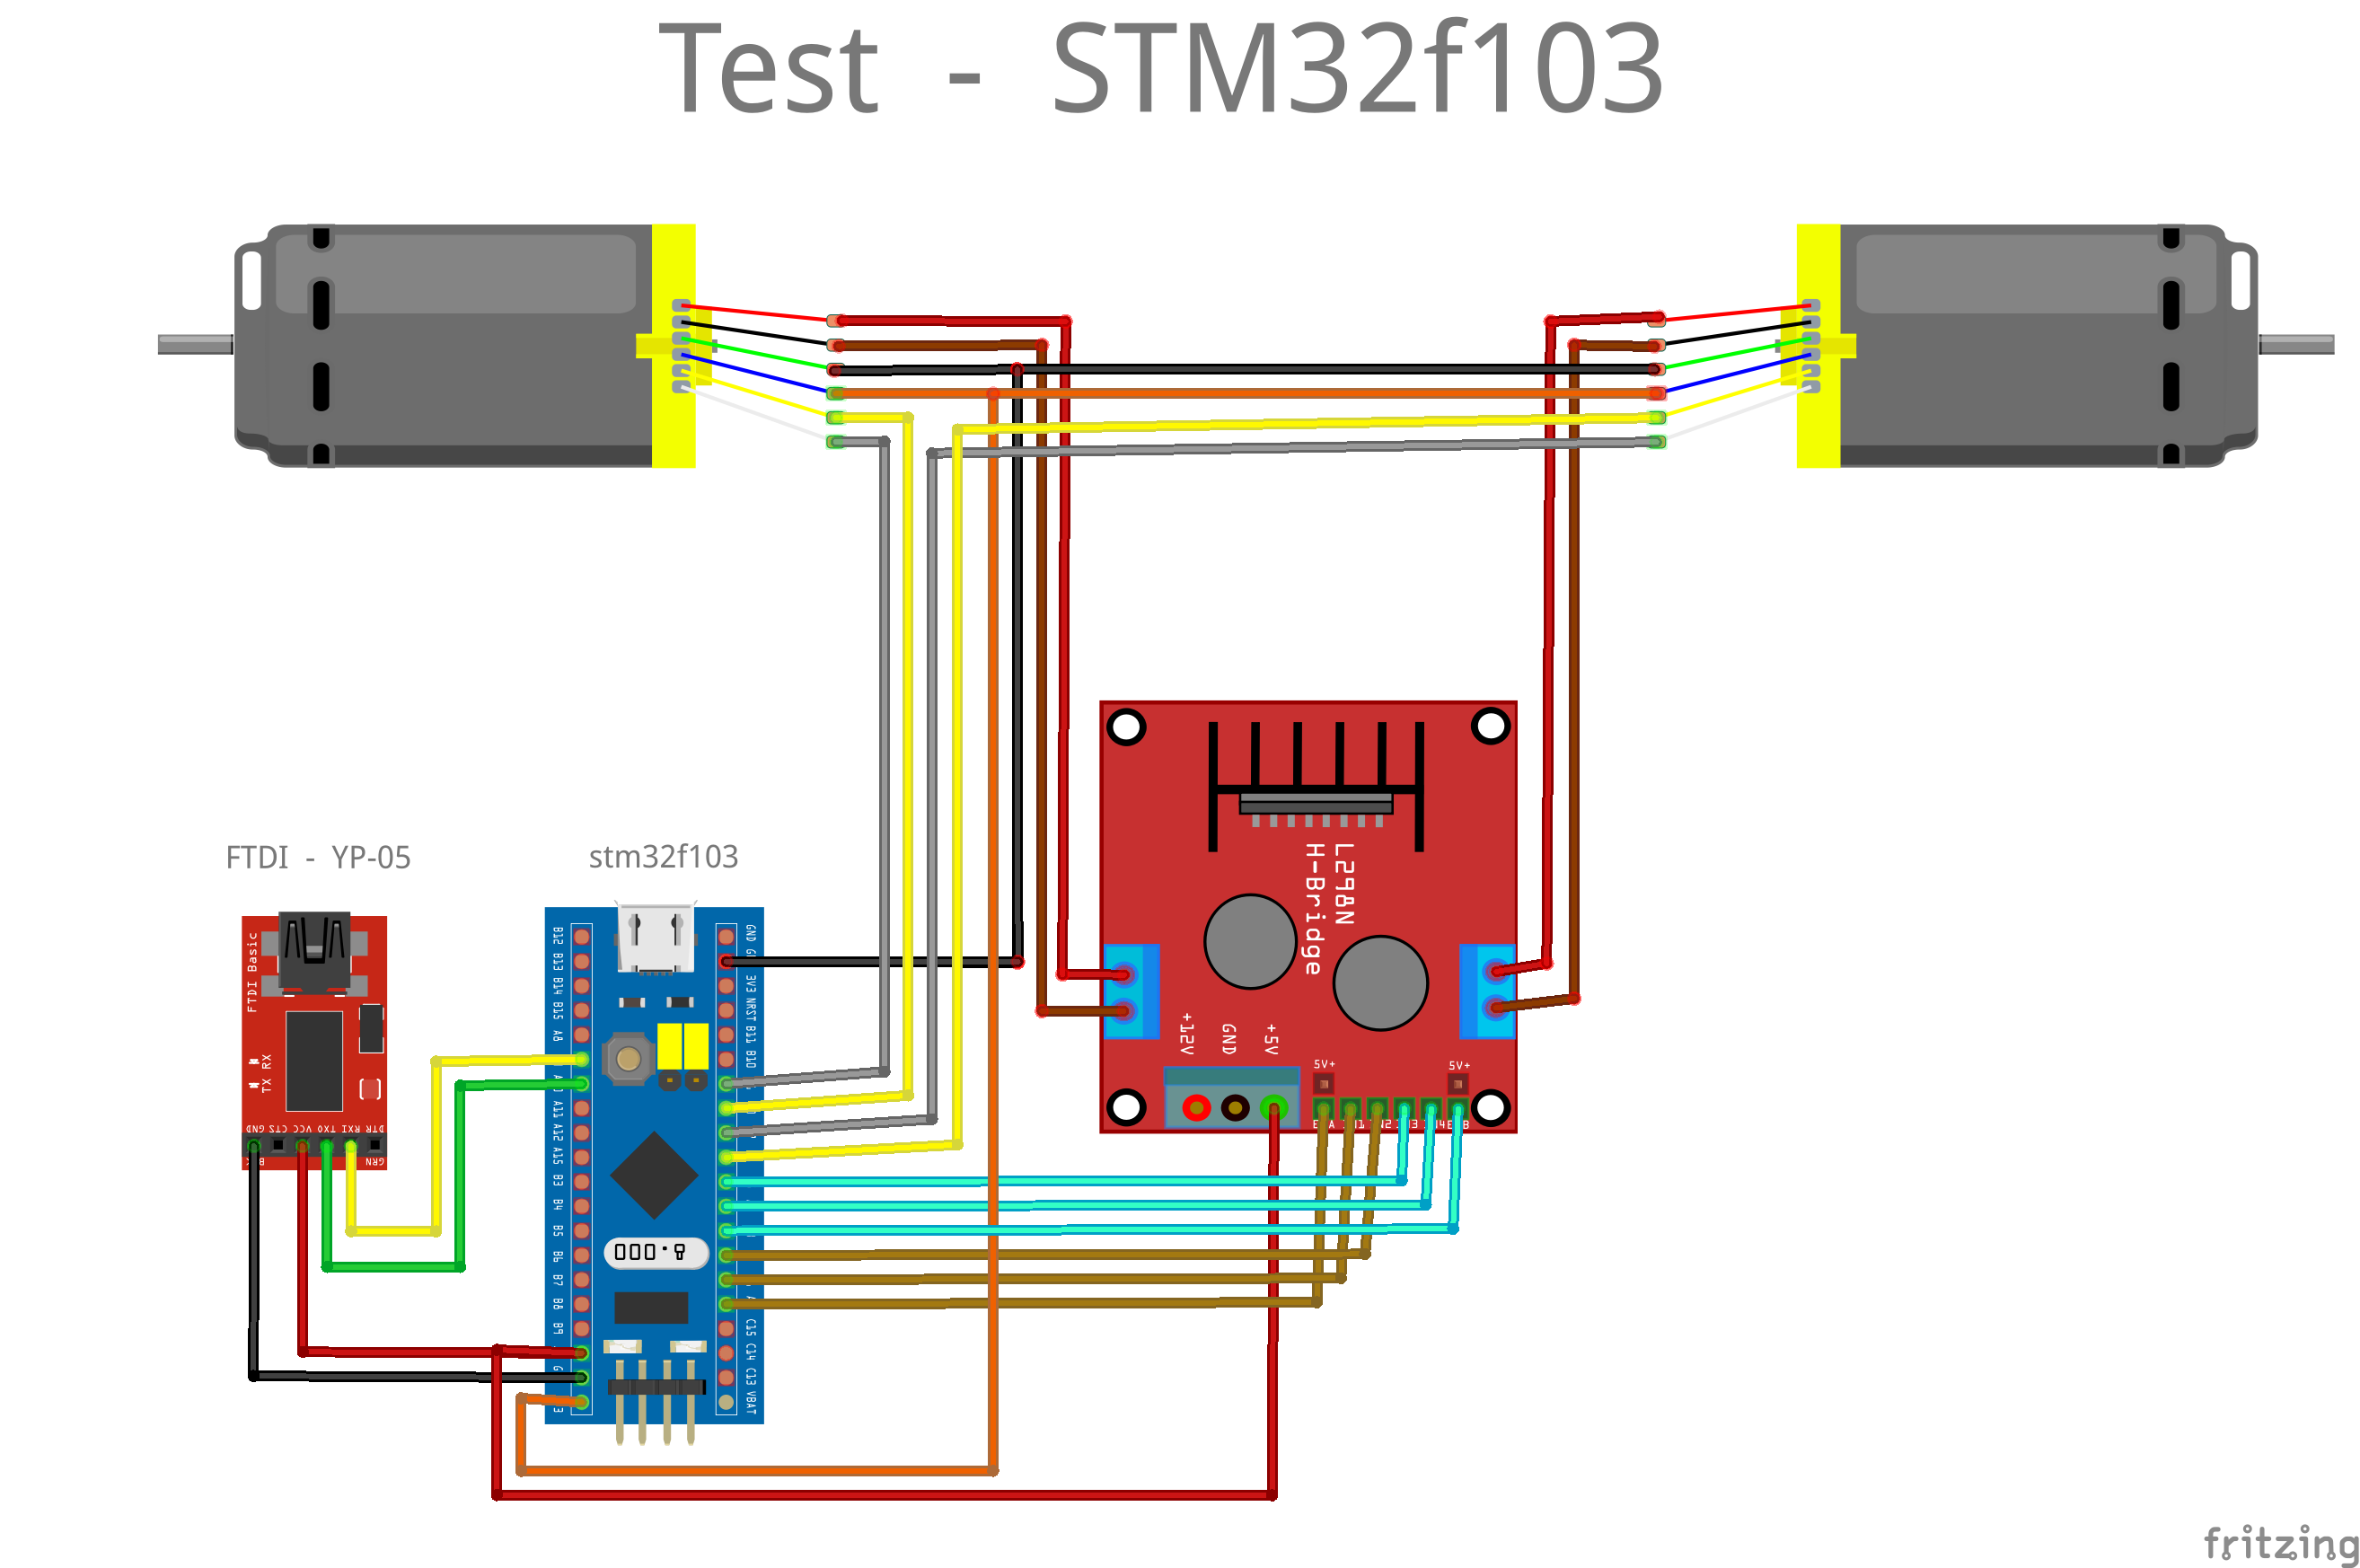 Test - STM32f103
FTDI - YP-05
stm32f103
FTDI Basic
TX RX
GND
CTS
VCC
TXO
RXI
DTR
GRN
B12
B13
B14
B15
A8
A11
A12
A15
B3
B4
B5
B6
B7
B8
B9
GND
3V3
NRST
B11
B10
C15
C14
C13
VBAT
8.000
L298N
H-Bridge
+12V
GND
+5V
5V+
5V+
fritzing